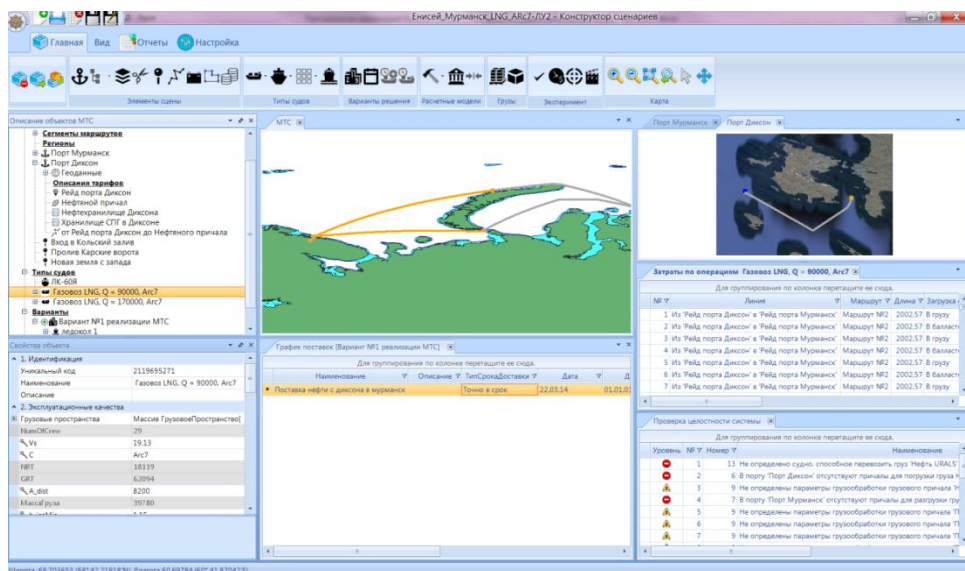 Енисей_Мурманск_LNG_ARc7-ЛУ2 - Конструктор сценариев
Главная Вид Отчеты Настройка
Элементы сцены Типы судов Варианты решения Расчетные модели Грузы Эксперимент Карта
Описание объектов МТС
Сегменты маршрутов
Регионы
Порт Мурманск
Порт Диксон
Геоданные
Описания тарифов
Рейд порта Диксон
Нефтяной причал
Нефтехранилище Диксона
Хранилище СПГ в Диксоне
от Рейд порта Диксон до Нефтяного причала
Вход в Кольский залив
Пролив Карские ворота
Новая земля с запада
Типы судов
ЛК-60Я
Газовоз LNG, Q = 90000, Arc7
Газовоз LNG, Q = 170000, Arc7
Варианты
Вариант №1 реализации МТС
ледокол 1
Свойства объекта
1. Идентификация
Уникальный код 2119695271
Наименование Газовоз LNG, Q = 90000, Arc7
Описание
2. Эксплуатационные качества
Грузовые пространства Массив ГрузовоеПространство[
NumOfCrew 29
Vs 19.13
C Arc7
NRT 18119
GRT 62094
A_dist 8200
МассаГруза 39780
МТС
График поставок [Вариант №1 реализации МТС]
Для группирования по колонке перетащите ее сюда.
Наименование Описание ТипСрокаДоставки Дата Д
Поставка нефти с диксона в мурманск Точно в срок 22.03.14 01.01.0
Порт Мурманск Порт Диксон
Затраты по операциям Газовоз LNG, Q = 90000, Arc7
Для группирования по колонке перетащите ее сюда.
№ Линия Маршрут Длина Загрузка
1 Из 'Рейд порта Диксон' в 'Рейд порта Мурманск' Маршрут №2 2002.57 В грузу
2 Из 'Рейд порта Диксон' в 'Рейд порта Мурманск' Маршрут №2 2002.57 В балласт
3 Из 'Рейд порта Диксон' в 'Рейд порта Мурманск' Маршрут №2 2002.57 В грузу
4 Из 'Рейд порта Диксон' в 'Рейд порта Мурманск' Маршрут №2 2002.57 В балласт
5 Из 'Рейд порта Диксон' в 'Рейд порта Мурманск' Маршрут №2 2002.57 В грузу
6 Из 'Рейд порта Диксон' в 'Рейд порта Мурманск' Маршрут №2 2002.57 В балласт
7 Из 'Рейд порта Диксон' в 'Рейд порта Мурманск' Маршрут №2 2002.57 В грузу
Проверка целостности системы
Для группирования по колонке перетащите ее сюда.
Уровень № Номер Наименование
1 13 Не определено судно, способное перевозить груз 'Нефть URALS'
2 6 В порту 'Порт Диксон' отсутствуют причалы для погрузки груза
3 9 Не определены параметры грузообработки грузового причала
4 7 В порту 'Порт Мурманск' отсутствуют причалы для разгрузки
5 9 Не определены параметры грузообработки грузового причала
6 9 Не определены параметры грузообработки грузового причала
7 9 Не определены параметры грузообработки грузового причала